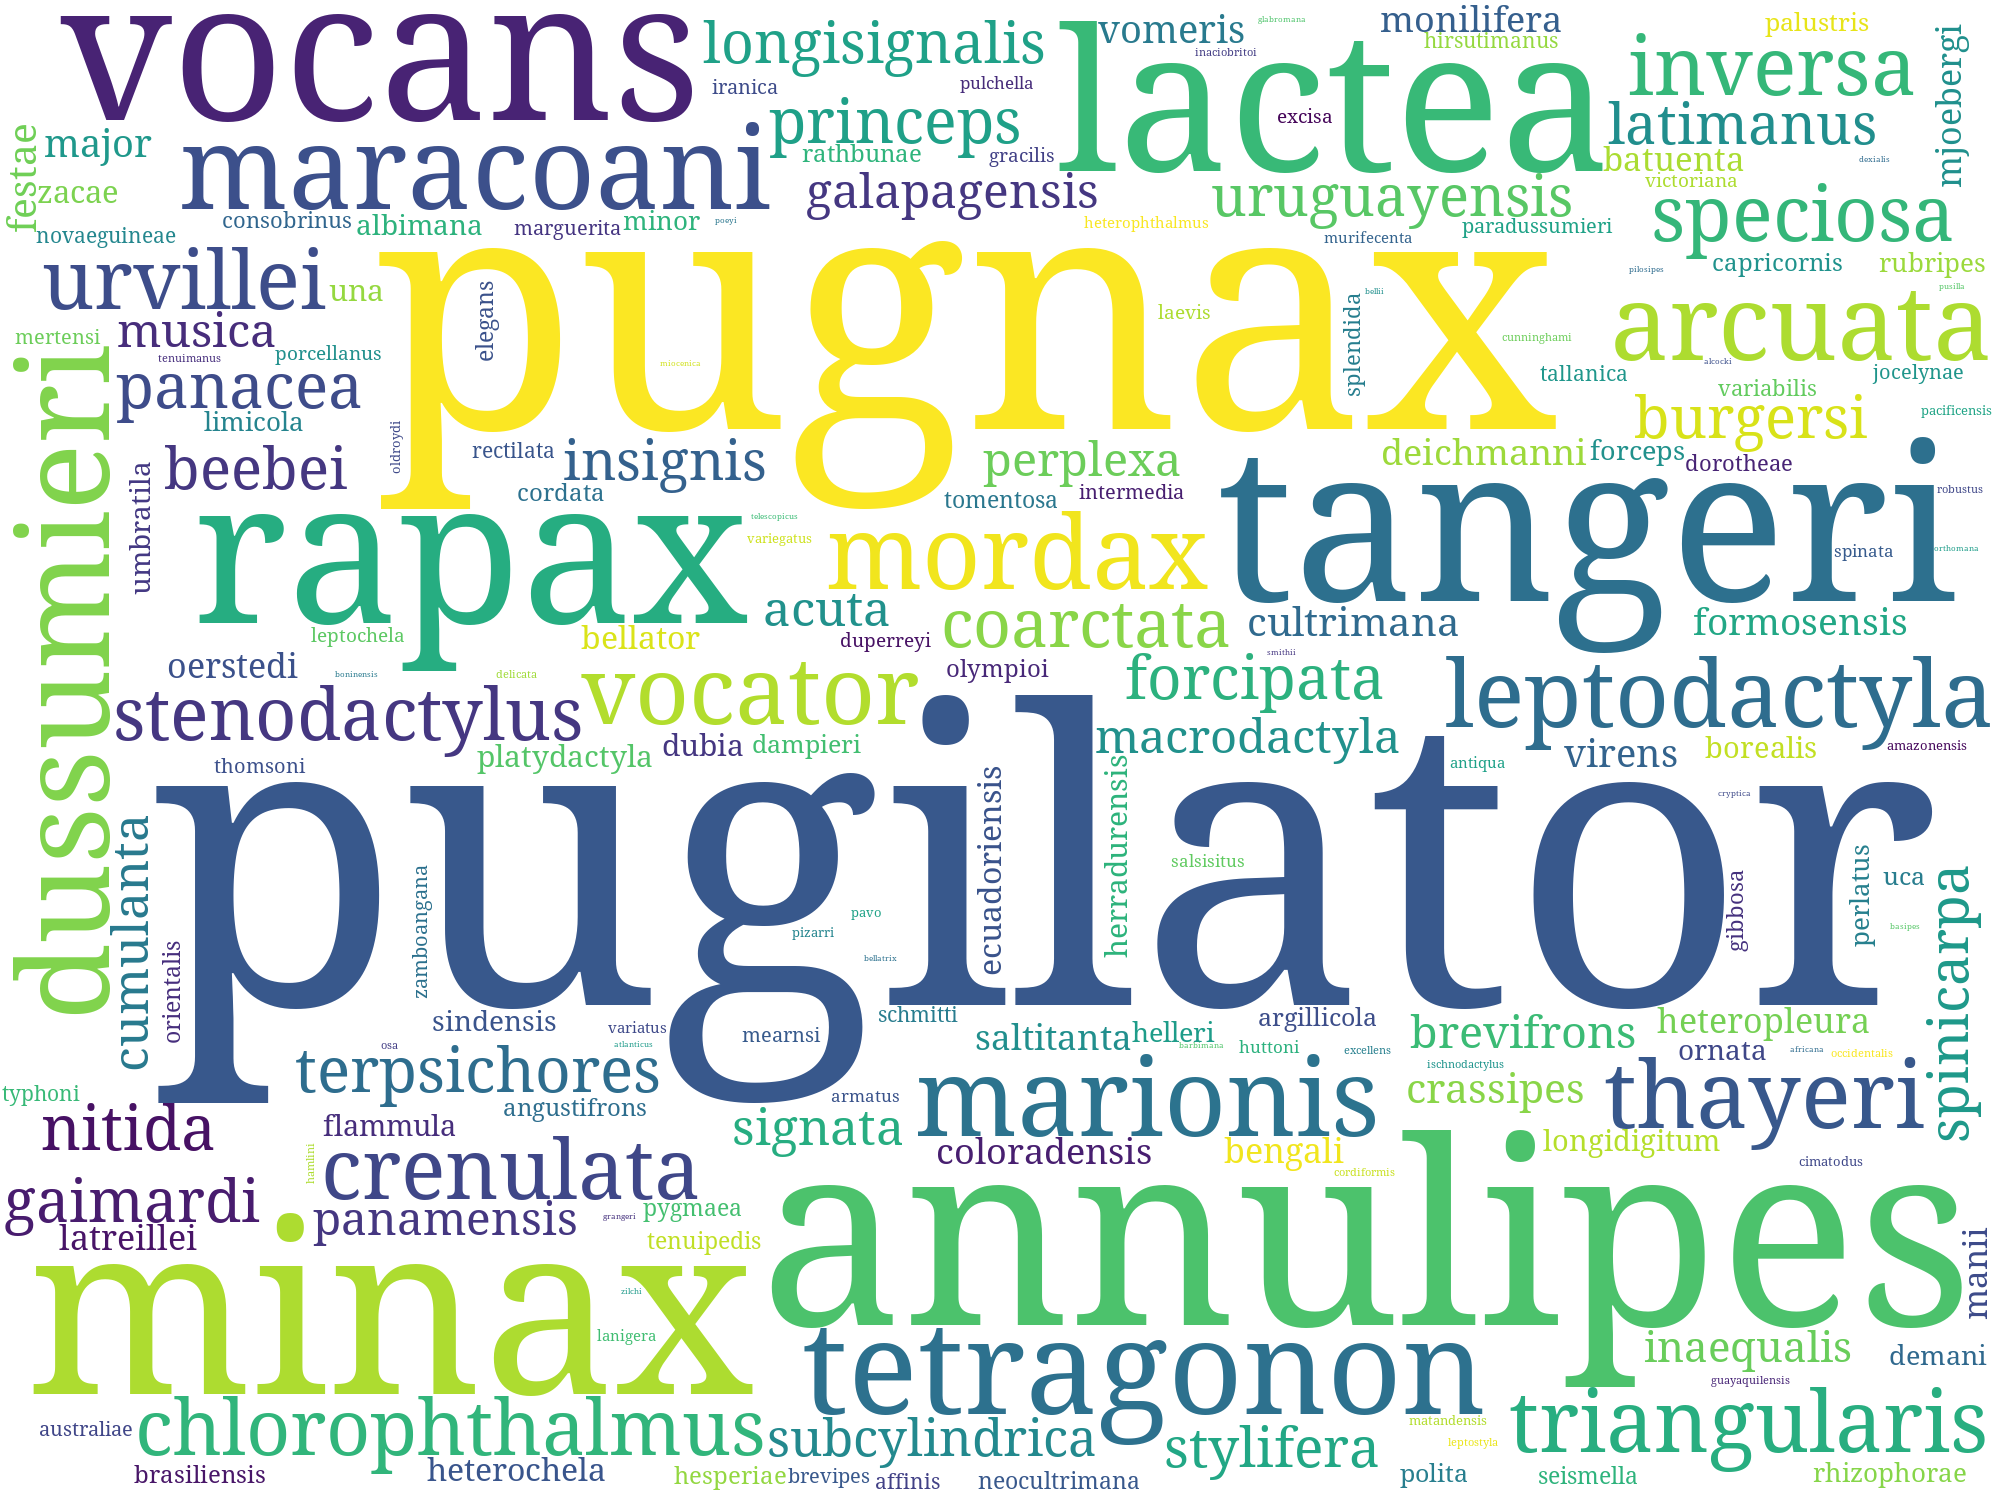 vocans
longisignalis
vomeris
glabromana
monilifera
palustris
hirsutimanus
inaciobritoi
lactea
inversa
mjoebergi
iranica
pulchella
princeps
excisa
latimanus
festae
major
maracoani
rathbunae
gracilis
batuenta
dexialis
zacae
galapagensis
uruguayensis
victoriana
speciosa
consobrinus
albimana
marguerita
minor
poeyi
heterophthalmus
murifecenta
paradussumieri
novaeguineae
urvillei
una
pugnax
pilosipes
capricornis
rubripes
elegans
laevis
splendida
bellii
pusilla
arcuata
mertensi
musica
tenuimanus
porcellanus
miocenica
cunninghami
alcocki
tallanica
jocelynae
panacea
variabilis
dussumieri
limicola
oldroydi
burgersi
pacificensis
beebei
rectilata
insignis
perplexa
deichmanni
forceps
dorotheae
umbratila
cordata
tomentosa
intermedia
tangeri
robustus
rapax
telescopicus
variegatus
mordax
spinata
orthomana
acuta
coarctata
cultrimana
formosensis
leptochela
bellator
duperreyi
smithii
oerstedi
boninensis
delicata
vocator
olympioi
forcipata
leptodactyla
stenodactylus
platydactyla
dubia
dampieri
macrodactyla
virens
borealis
amazonensis
thomsoni
pugilator
ecuadoriensis
herradurensis
antiqua
cryptica
cumulanta
orientalis
zamboangana
salsisitus
gibbosa
perlatus
uca
spinicarpa
pavo
pizarri
bellatrix
basipes
sindensis
variatus
mearnsi
schmitti
saltitanta
helleri
argillicola
brevifrons
heteropleura
osa
atlanticus
barbimana
huttoni
excellens
ischnodactylus
ornata
africana
occidentalis
typhoni
terpsichores
angustifrons
armatus
marionis
crassipes
thayeri
nitida
flammula
signata
coloradensis
bengali
longidigitum
hamlini
crenulata
annulipes
cordiformis
cimatodus
gaimardi
latreillei
panamensis
grangeri
pygmaea
tenuipedis
manii
minax
zilchi
lanigera
tetragonon
inaequalis
demani
guayaquilensis
australiae
chlorophthalmus
subcylindrica
stylifera
matandensis
leptostyla
triangularis
brasiliensis
heterochela
hesperiae
brevipes
affinis
neocultrimana
polita
seismella
rhizophorae